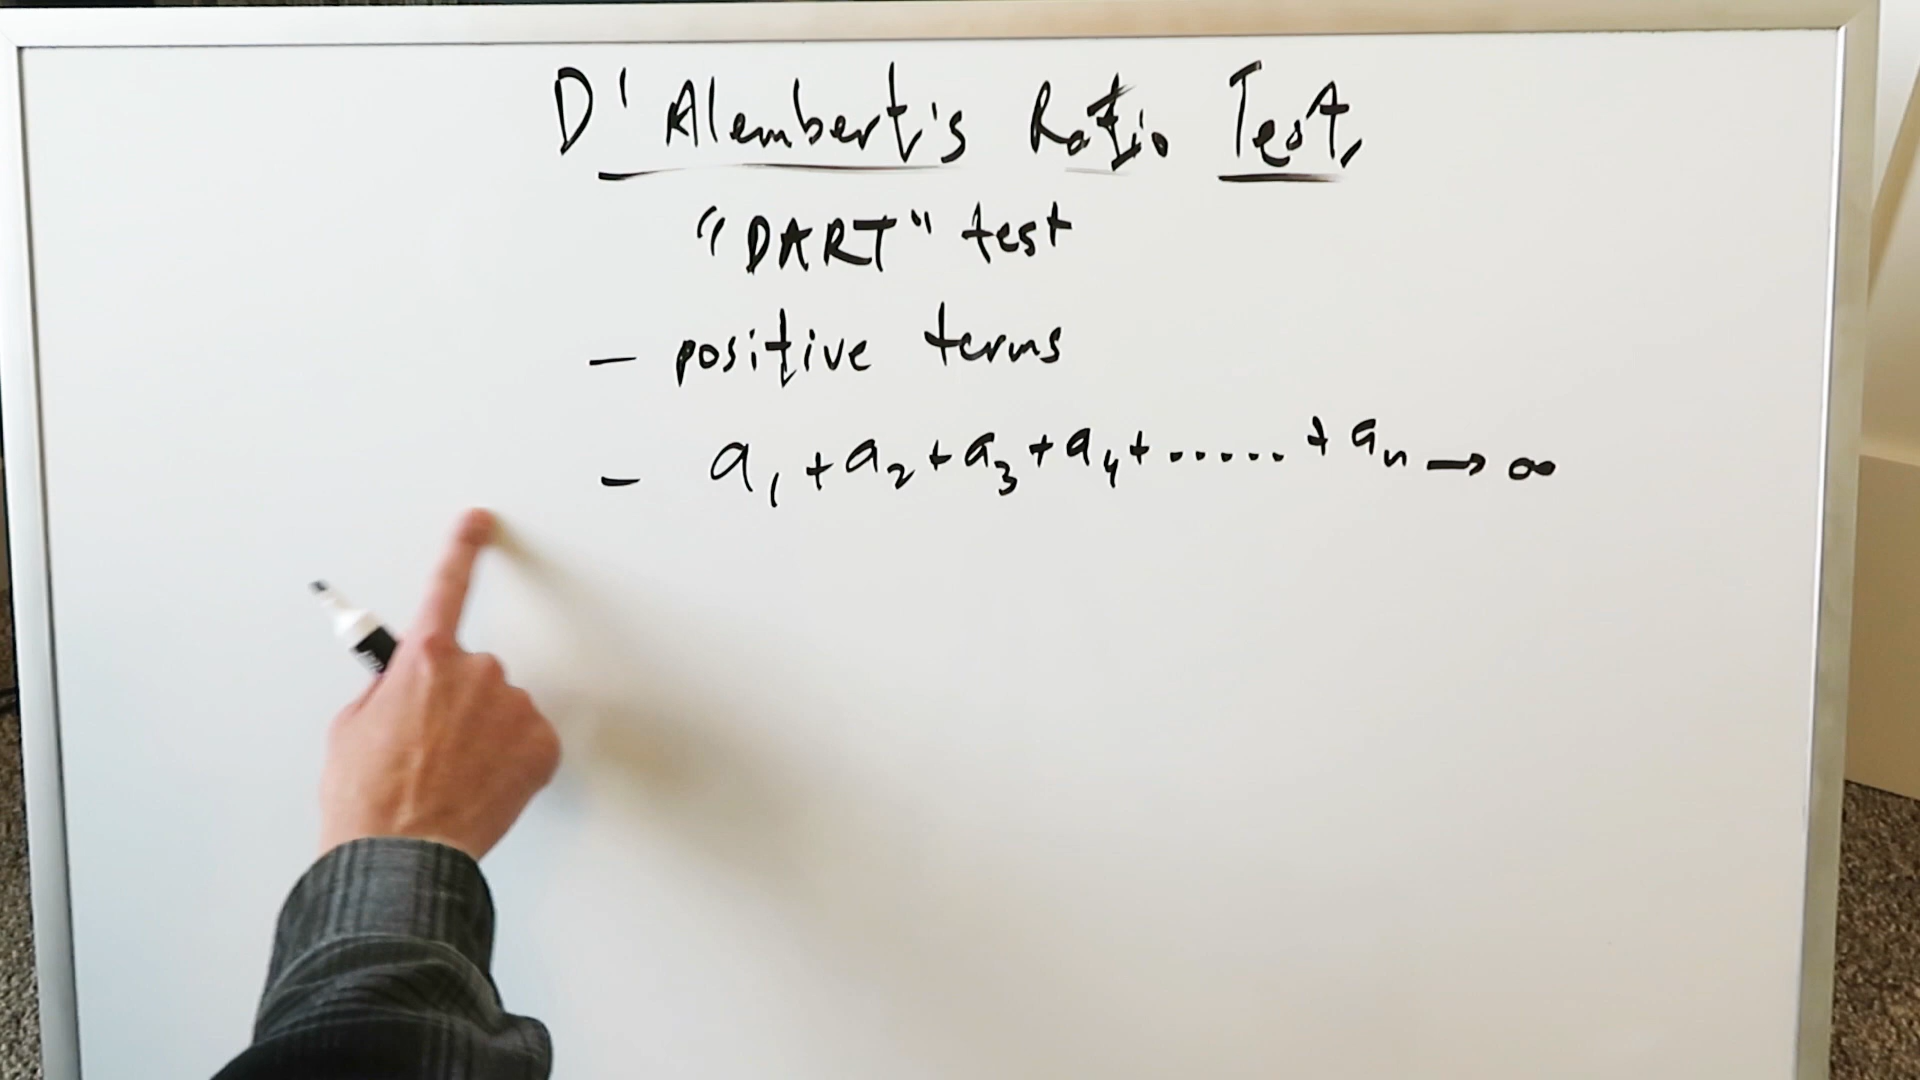 D'Alembert's Ratio Test,
"DART" test
— positive terms
— a₁ + a₂ + a₃ + a₄ + ...... + aₙ → ∞